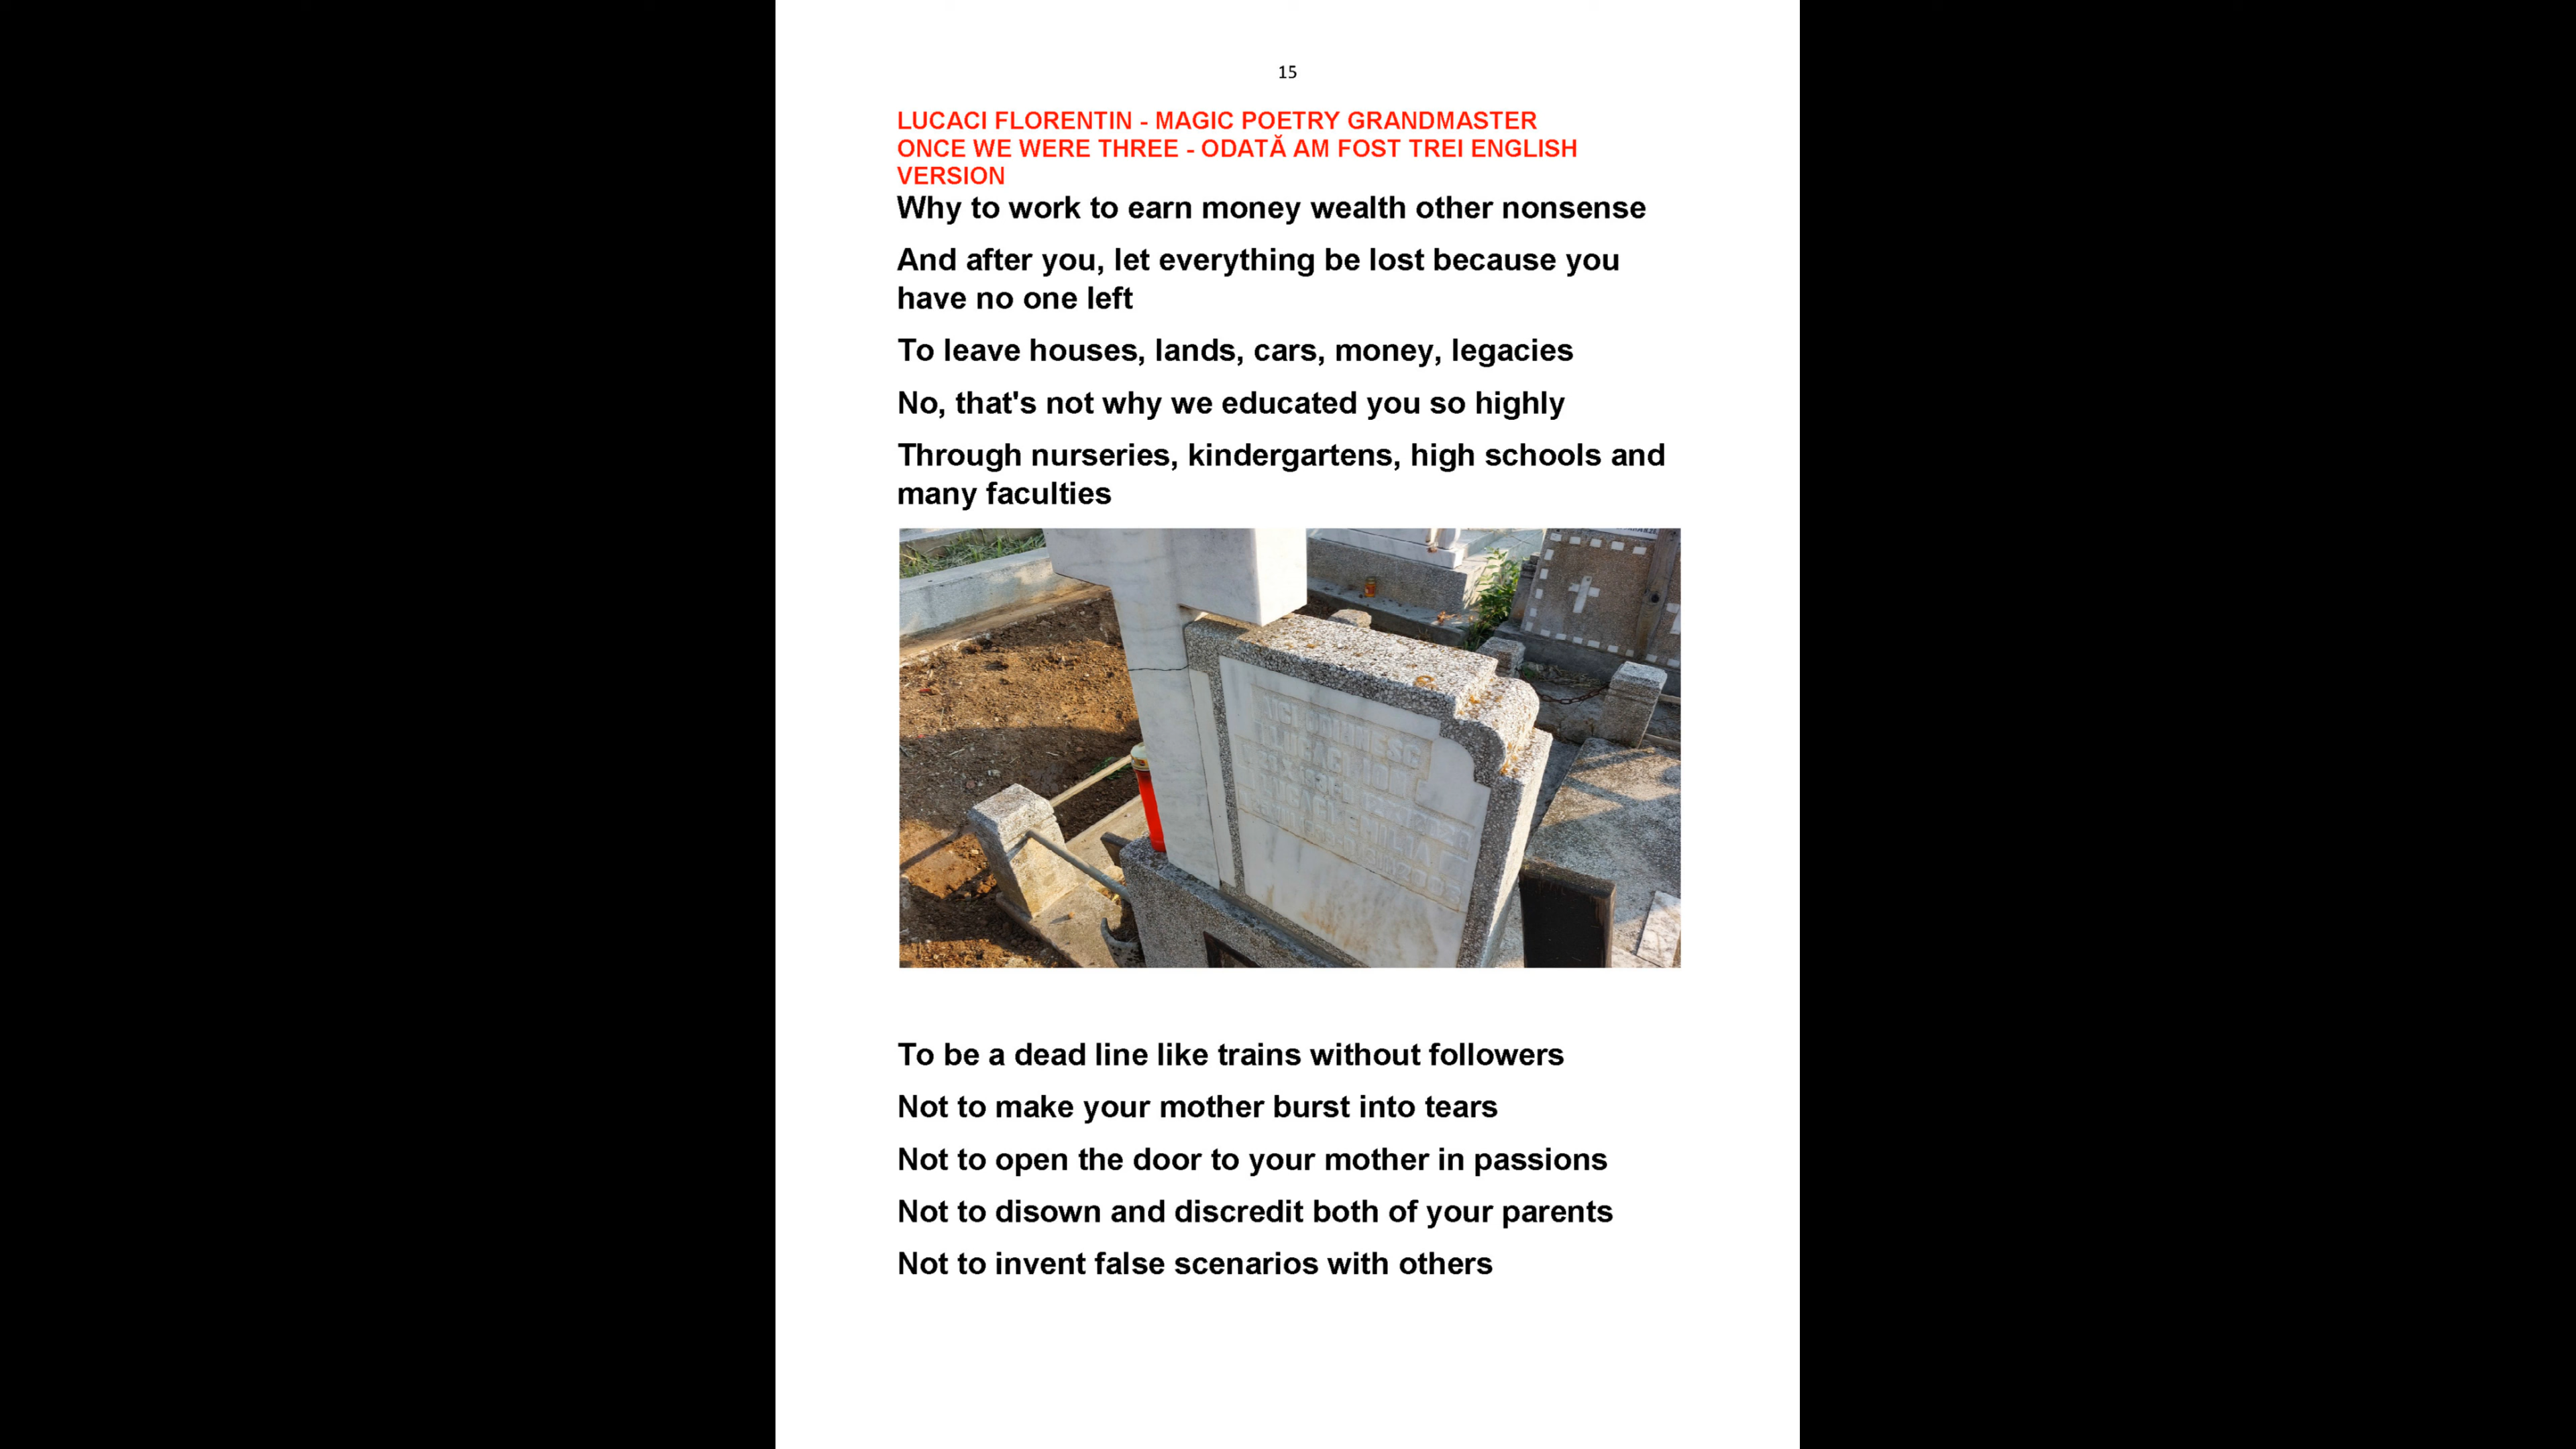 15
LUCACI FLORENTIN - MAGIC POETRY GRANDMASTER
ONCE WE WERE THREE - ODATĂ AM FOST TREI ENGLISH
VERSION
Why to work to earn money wealth other nonsense
And after you, let everything be lost because you
have no one left
To leave houses, lands, cars, money, legacies
No, that's not why we educated you so highly
Through nurseries, kindergartens, high schools and
many faculties
To be a dead line like trains without followers
Not to make your mother burst into tears
Not to open the door to your mother in passions
Not to disown and discredit both of your parents
Not to invent false scenarios with others